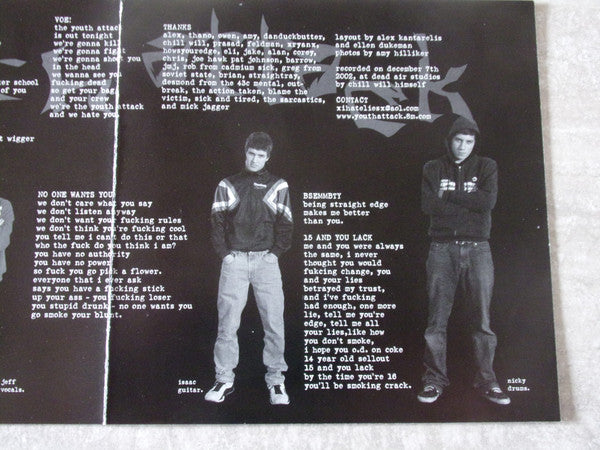 VOE!
the youth attack
is out tonight
we're gonna kill
we're gonna fight
we're gonna shoot you
in the head
we wanna see you
fucking dead
so get your bag
and your crew
we're the youth attack
and we hate you.
ter school
of you
t wigger
THANKS
alex, thano, owen, amy, danduckbutter,
chill will, prasad, feldman, xryanx,
howsyouredge, eli, jake, alan, corey,
chris, joe hawk pat johnson, barrow,
jmj, rob from cadmium sick, greg from
soviet state, brian, straightray,
desmond from the 43c mental, out-
break, the action taken, blame the
victim, sick and tired, the sarcastics,
and mick jagger
layout by alex kantarelis
and ellen dukeman
photos by amy hilliker
recorded on december 7th
2002, at dead air studios
by chill will himself
CONTACT
xihateliesx@aol.com
www.youthattack.8m.com
NO ONE WANTS YOU
we don't care what you say
we don't listen anyway
we don't want your fucking rules
we don't think you're fucking cool
you tell me i can't do this or that
who the fuck do you think i am?
you have no authority
you have no power
so fuck you go pick a flower.
everyone that i ever ask
says you have a fucking stick
up your ass - you fucking loser
you stupid drunk - no one wants you
go smoke your blunt.
BSEMMBTY
being straight edge
makes me better
than you.
15 AND YOU LACK
me and you were always
the same, i never
thought you would
fukcing change, you
and your lies
betrayed my trust,
and i've fucking
had enough, one more
lie, tell me you're
edge, tell me all
your lies,like how
you don't smoke,
i hope you o.d. on coke
14 year old sellout
15 and you lack
by the time you're 16
you'll be smoking crack.
jeff
vocals.
isaac
guitar.
nicky
drums.